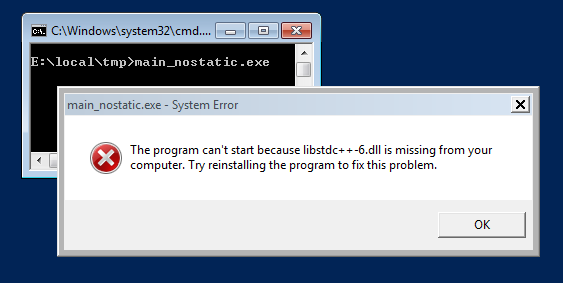 C:\Windows\system32\cmd....
E:\local\tmp>main_nostatic.exe
main_nostatic.exe - System Error
The program can't start because libstdc++-6.dll is missing from your
computer. Try reinstalling the program to fix this problem.
OK